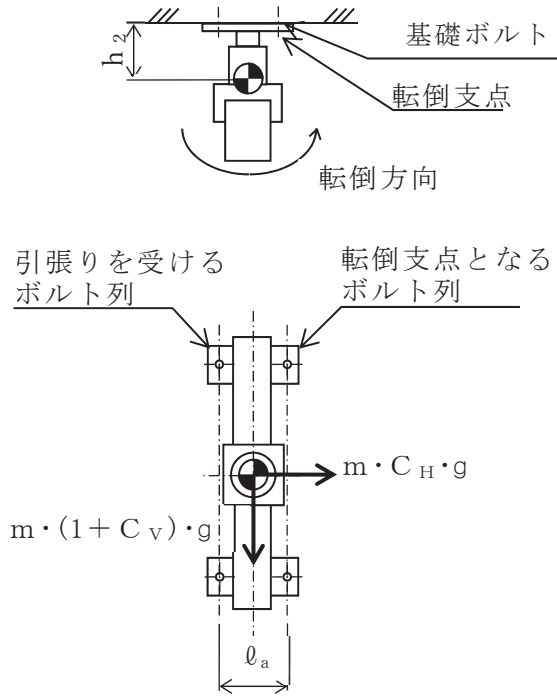 基礎ボルト
h₂
転倒支点
転倒方向
引張りを受ける
ボルト列
転倒支点となる
ボルト列
m・C_H・g
m・(1＋C_V)・g
ℓₐ